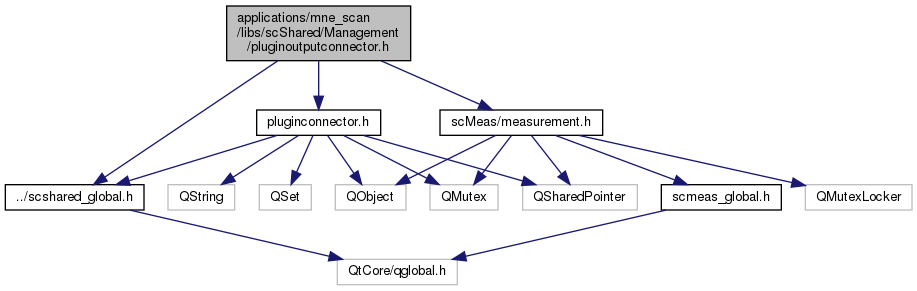 applications/mne_scan
/libs/scShared/Management
/pluginoutputconnector.h
pluginconnector.h
scMeas/measurement.h
../scshared_global.h
QString
QSet
QObject
QMutex
QSharedPointer
scmeas_global.h
QMutexLocker
QtCore/qglobal.h